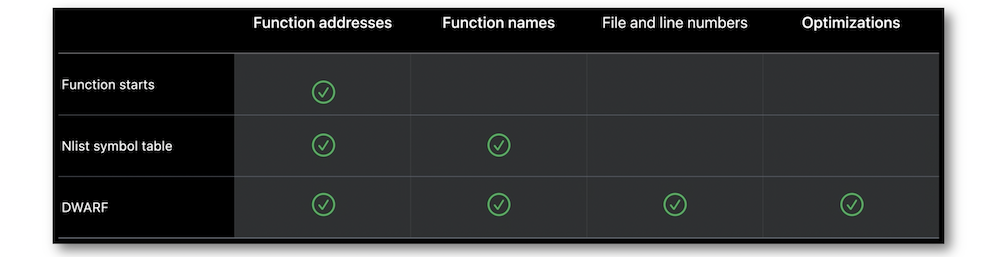 Function addresses Function names File and line numbers Optimizations
Function starts
Nlist symbol table
DWARF